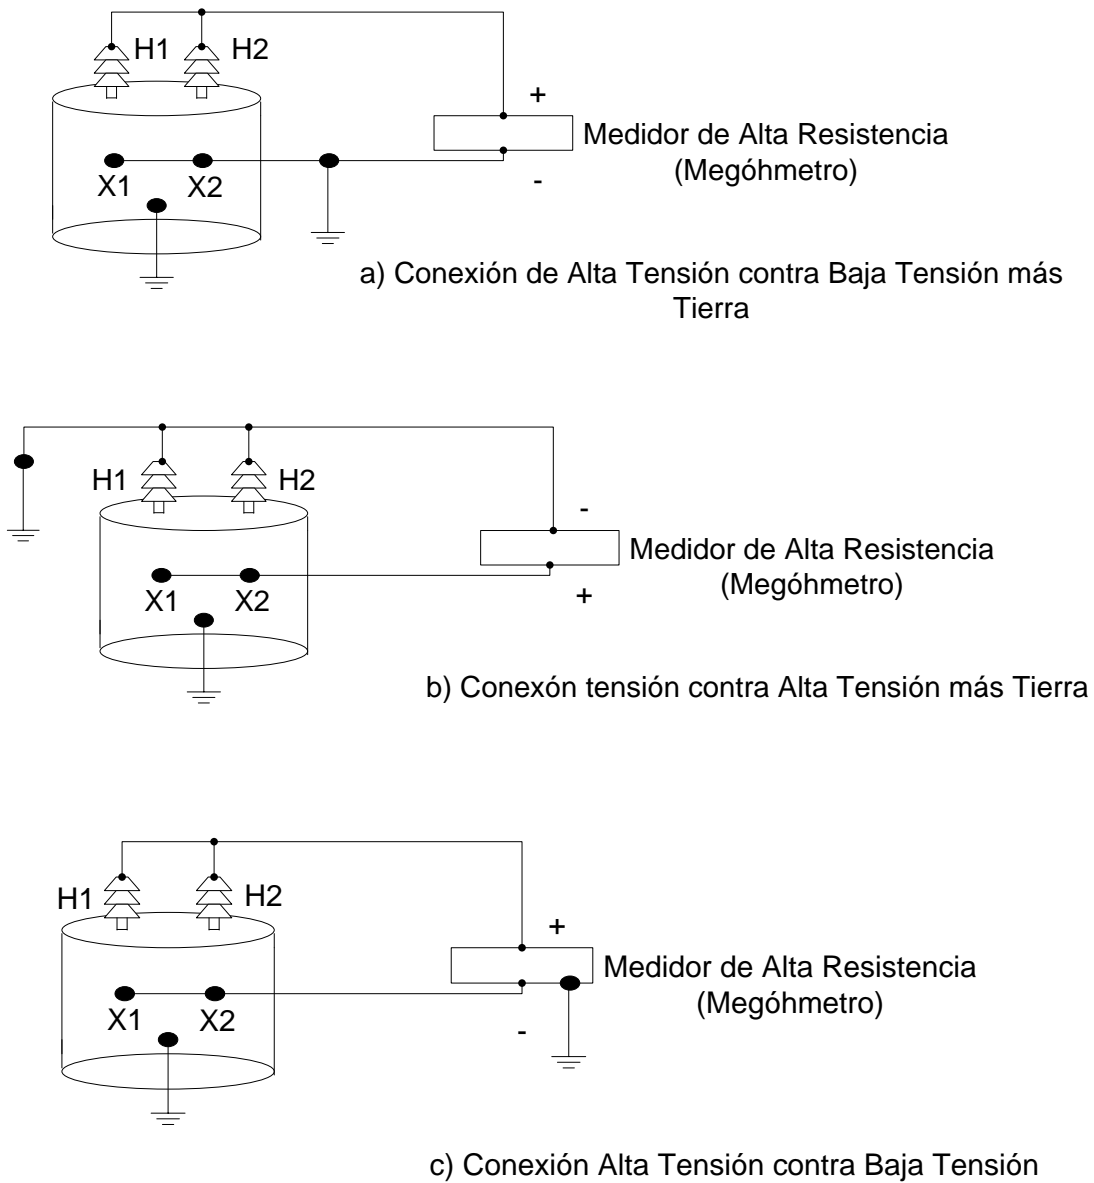 H1
H2
+
Medidor de Alta Resistencia
(Megóhmetro)
X1
X2
-
a) Conexión de Alta Tensión contra Baja Tensión más
Tierra
H1
H2
-
Medidor de Alta Resistencia
(Megóhmetro)
X1
X2
+
b) Conexón tensión contra Alta Tensión más Tierra
H1
H2
+
Medidor de Alta Resistencia
(Megóhmetro)
X1
X2
-
c) Conexión Alta Tensión contra Baja Tensión